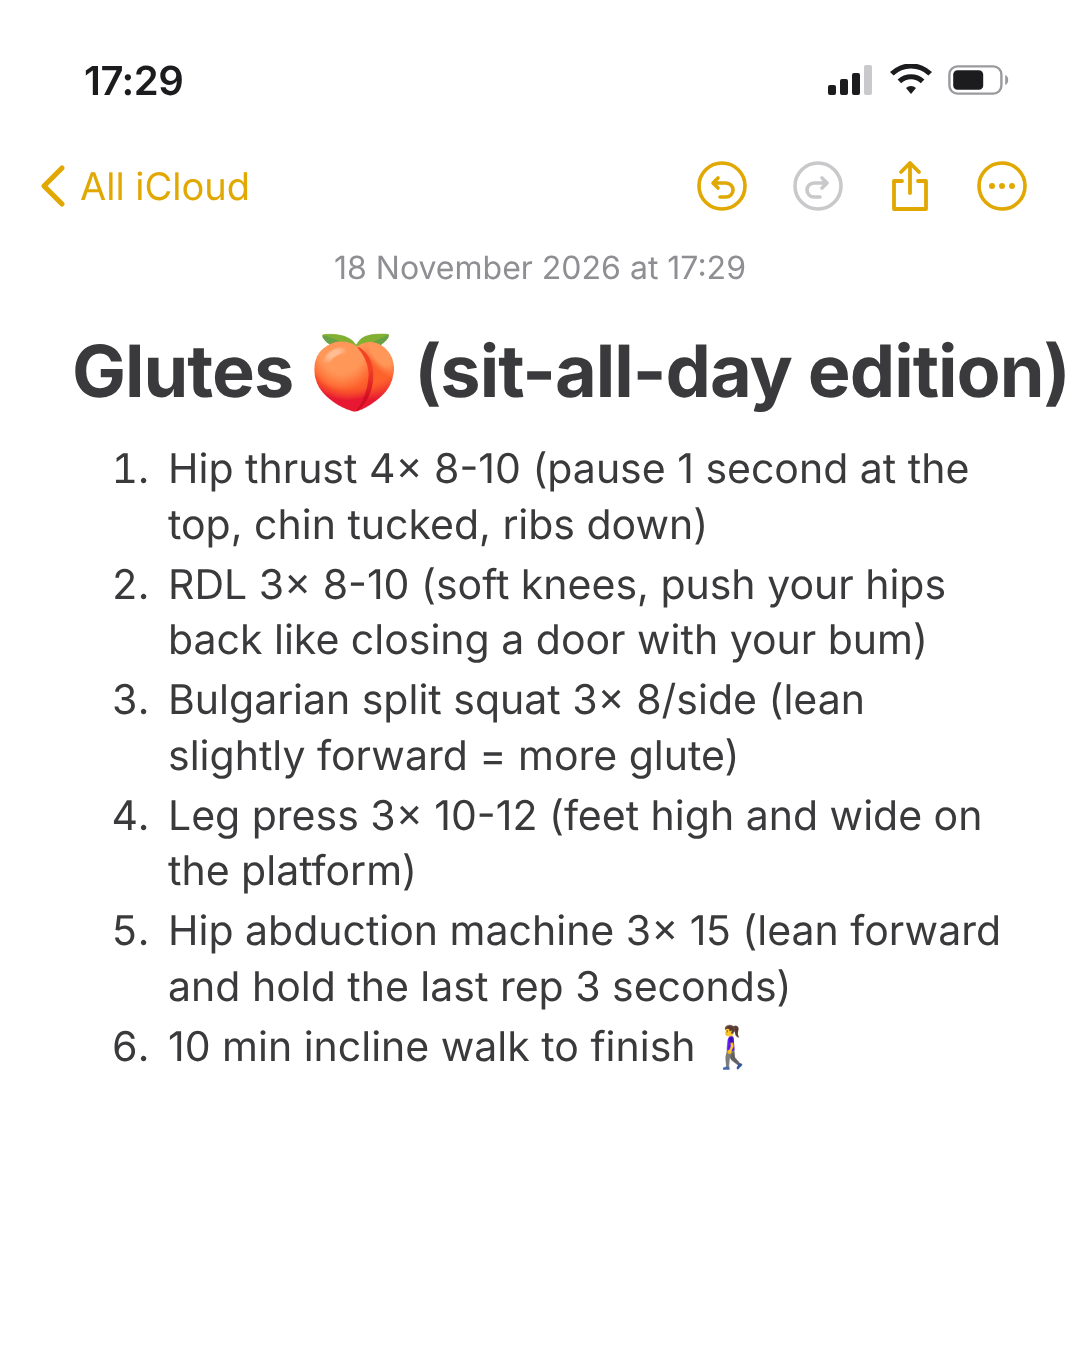 17:29
All iCloud
18 November 2026 at 17:29
Glutes 🍑 (sit-all-day edition)
1. Hip thrust 4× 8-10 (pause 1 second at the
top, chin tucked, ribs down)
2. RDL 3× 8-10 (soft knees, push your hips
back like closing a door with your bum)
3. Bulgarian split squat 3× 8/side (lean
slightly forward = more glute)
4. Leg press 3× 10-12 (feet high and wide on
the platform)
5. Hip abduction machine 3× 15 (lean forward
and hold the last rep 3 seconds)
6. 10 min incline walk to finish 🚶‍♀️